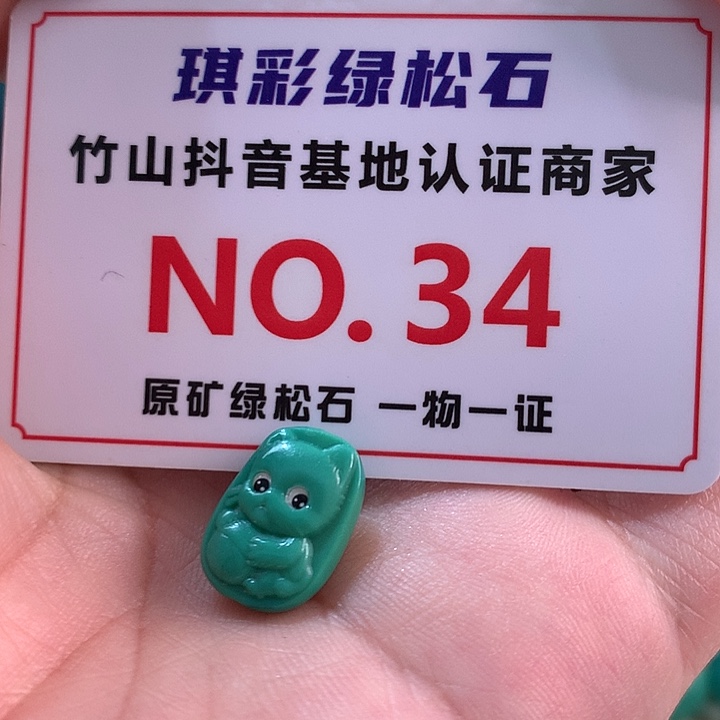 琪彩绿松石
竹山抖音基地认证商家
NO.34
原矿绿松石 一物一证